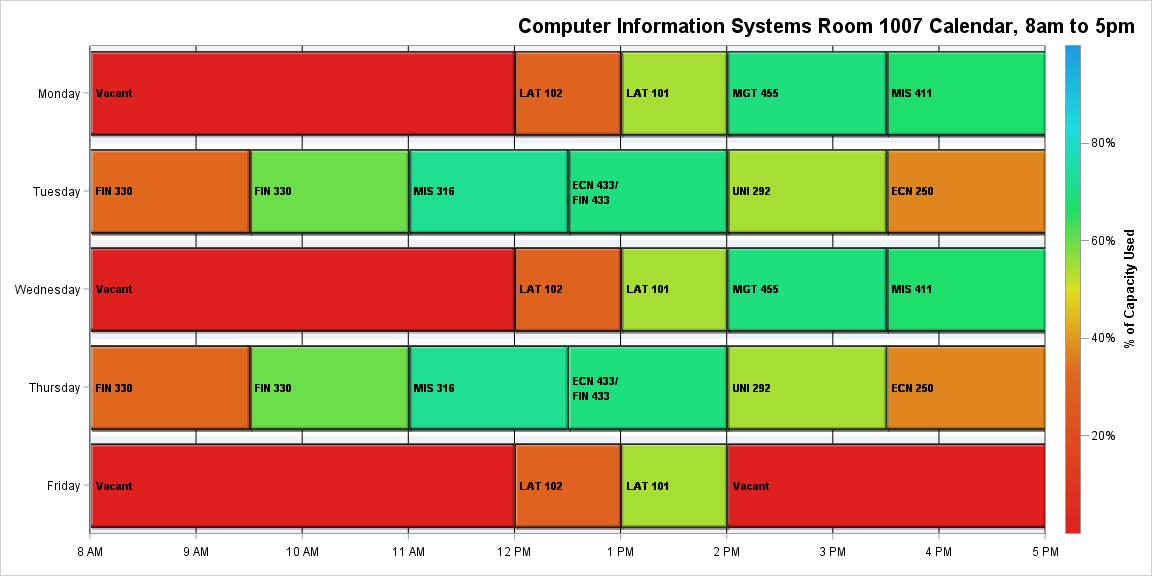 Computer Information Systems Room 1007 Calendar, 8am to 5pm
Monday
Vacant
LAT 102
LAT 101
MGT 455
MIS 411
Tuesday
FIN 330
FIN 330
MIS 316
ECN 433/
FIN 433
UNI 292
ECN 250
Wednesday
Vacant
LAT 102
LAT 101
MGT 455
MIS 411
Thursday
FIN 330
FIN 330
MIS 316
ECN 433/
FIN 433
UNI 292
ECN 250
Friday
Vacant
LAT 102
LAT 101
Vacant
8 AM
9 AM
10 AM
11 AM
12 PM
1 PM
2 PM
3 PM
4 PM
5 PM
80%
60%
40%
20%
% of Capacity Used